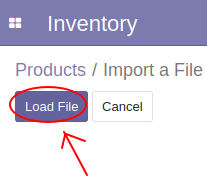 Inventory
Products / Import a File
Load File Cancel